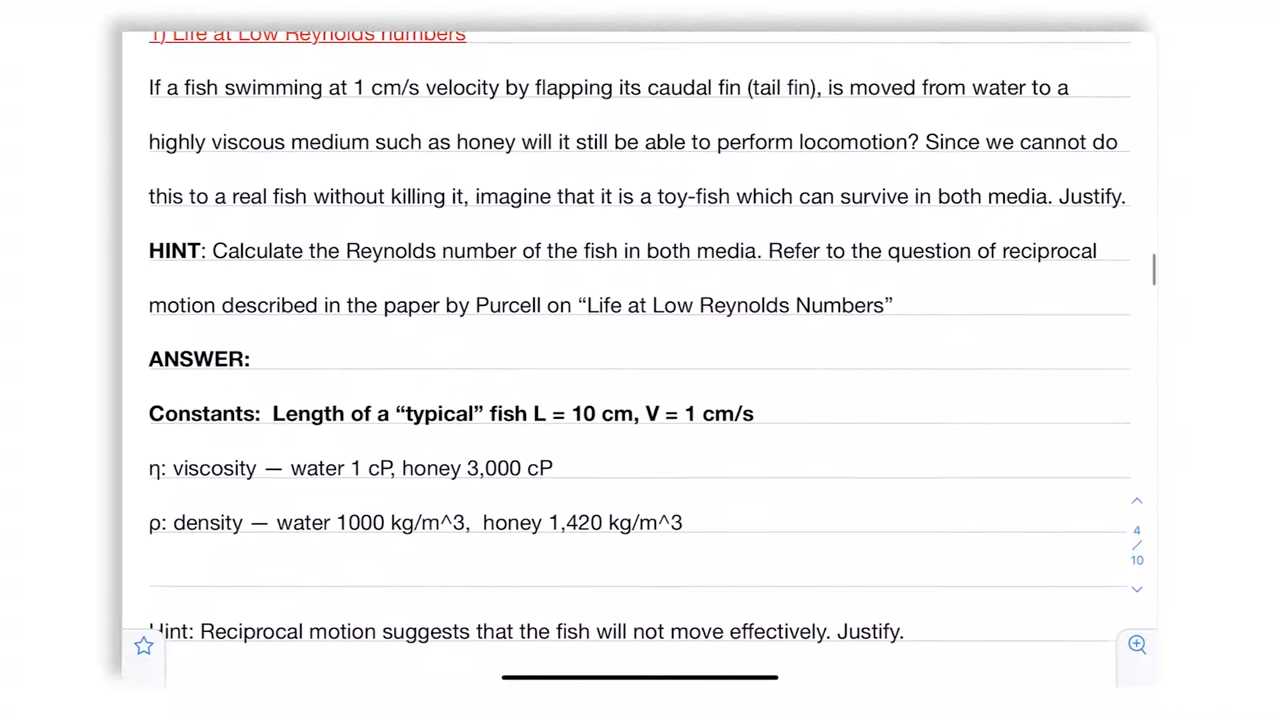 1) Life at Low Reynolds numbers
If a fish swimming at 1 cm/s velocity by flapping its caudal fin (tail fin), is moved from water to a
highly viscous medium such as honey will it still be able to perform locomotion? Since we cannot do
this to a real fish without killing it, imagine that it is a toy-fish which can survive in both media. Justify.
HINT: Calculate the Reynolds number of the fish in both media. Refer to the question of reciprocal
motion described in the paper by Purcell on “Life at Low Reynolds Numbers”
ANSWER:
Constants: Length of a “typical” fish L = 10 cm, V = 1 cm/s
η: viscosity — water 1 cP, honey 3,000 cP
ρ: density — water 1000 kg/m^3, honey 1,420 kg/m^3
4
/
10
Hint: Reciprocal motion suggests that the fish will not move effectively. Justify.